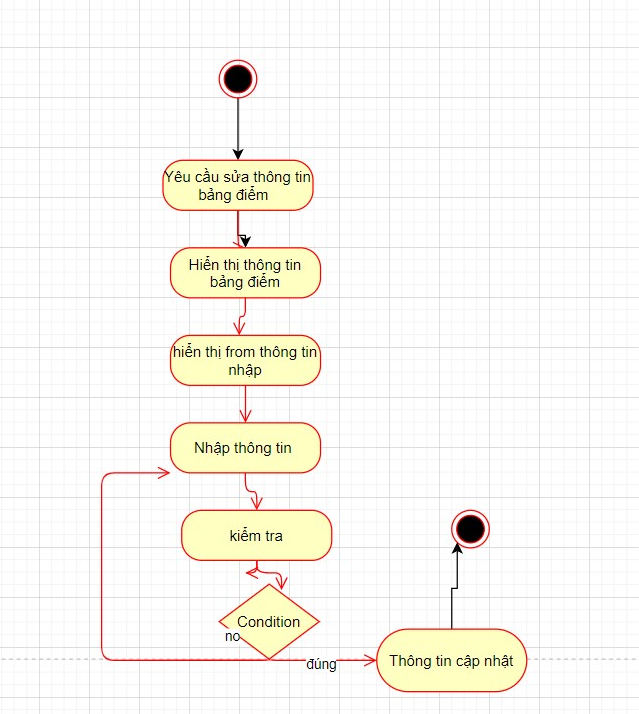 Yêu cầu sửa thông tin
bảng điểm
Hiển thị thông tin
bảng điểm
hiển thị from thông tin
nhập
Nhập thông tin
kiểm tra
Condition
no
đúng
Thông tin cập nhật